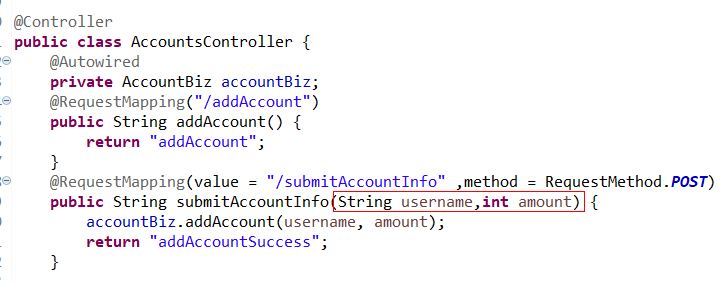 @Controller
public class AccountsController {
@Autowired
private AccountBiz accountBiz;
@RequestMapping("/addAccount")
public String addAccount() {
return "addAccount";
}
@RequestMapping(value = "/submitAccountInfo" ,method = RequestMethod.POST)
public String submitAccountInfo(String username,int amount) {
accountBiz.addAccount(username, amount);
return "addAccountSuccess";
}